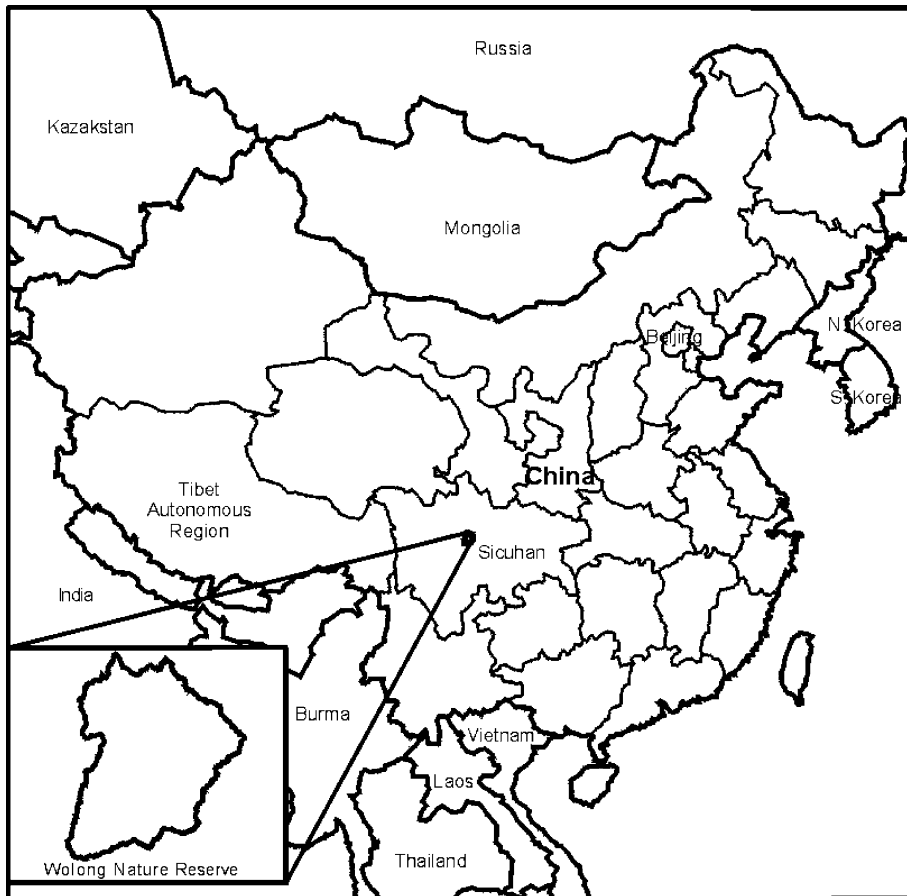 Russia
Kazakstan
Mongolia
Beijing
N. Korea
S. Korea
China
Tibet
Autonomous
Region
Sicuhan
India
Burma
Vietnam
Laos
Thailand
Wolong Nature Reserve